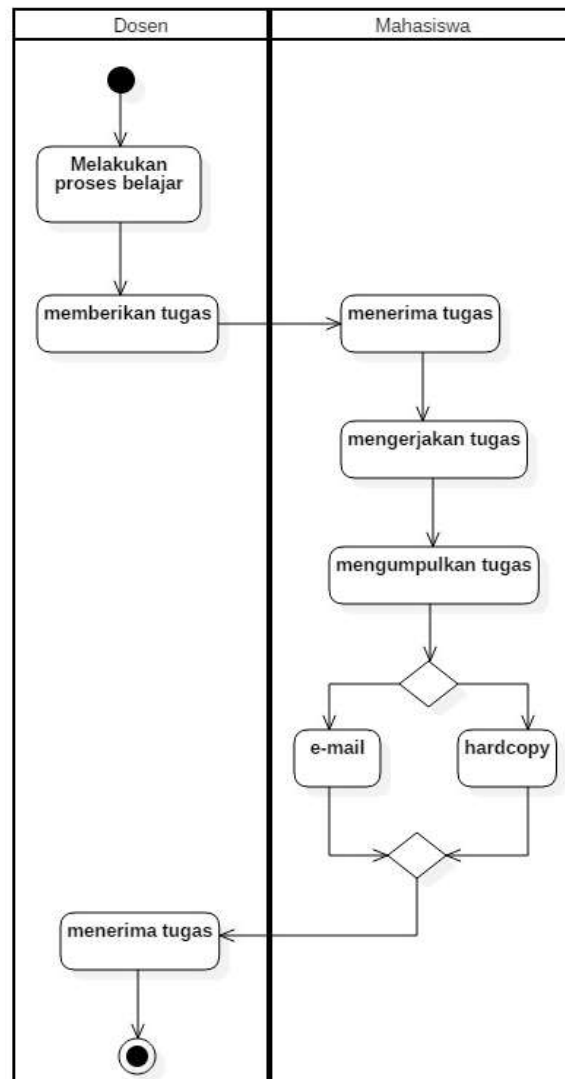 Dosen
Mahasiswa
Melakukan
proses belajar
memberikan tugas
menerima tugas
mengerjakan tugas
mengumpulkan tugas
e-mail
hardcopy
menerima tugas